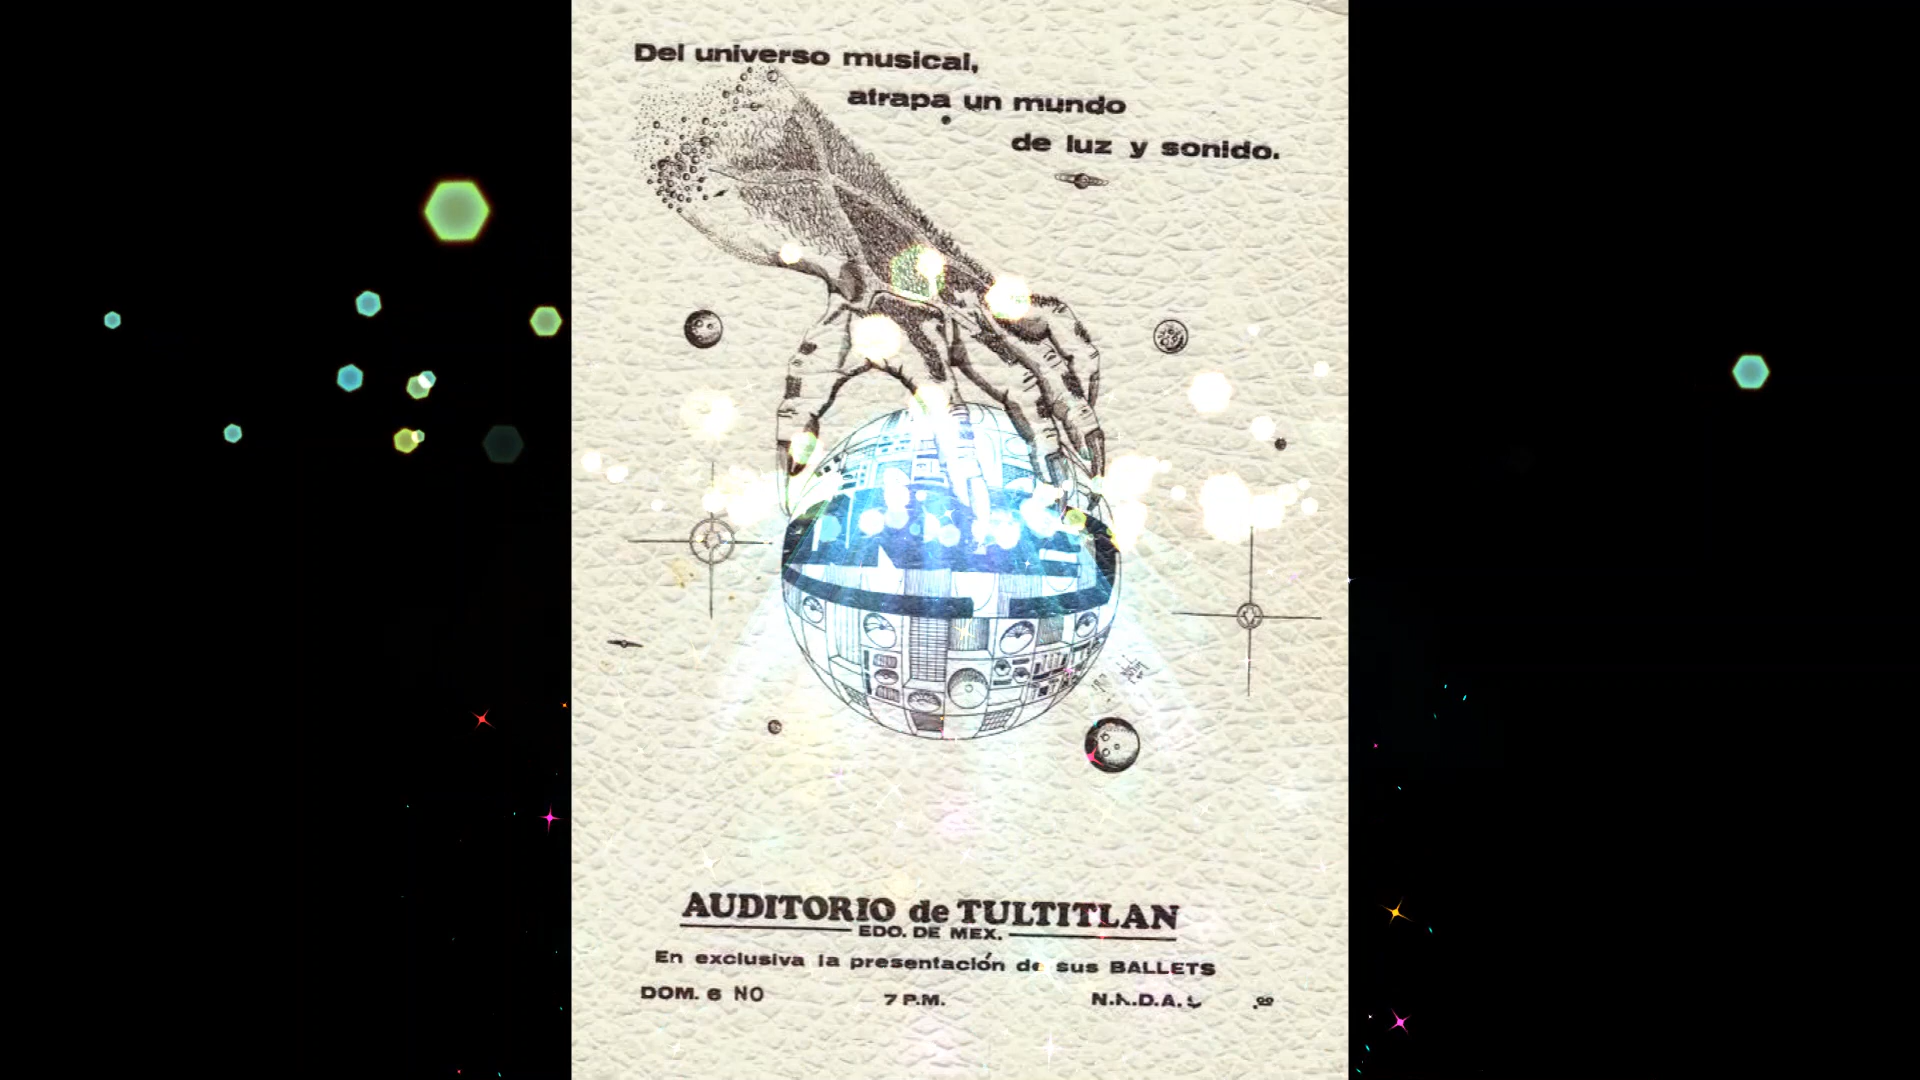 Del universo musical,
atrapa un mundo
de luz y sonido.
AUDITORIO de TULTITLAN
EDO. DE MEX.
En exclusiva la presentación de sus BALLETS
DOM. 6 NO 7 P.M.